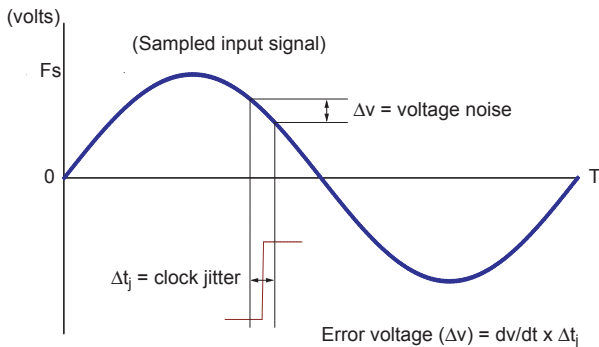 (volts)
(Sampled input signal)
Fs
Δv = voltage noise
0
T
Δtj = clock jitter
Error voltage (Δv) = dv/dt x Δtj